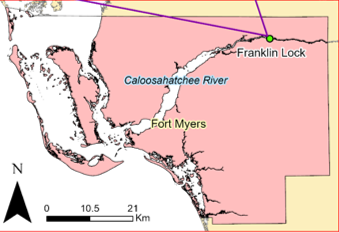 Franklin Lock
Caloosahatchee River
Fort Myers
N
0 10.5 21
Km